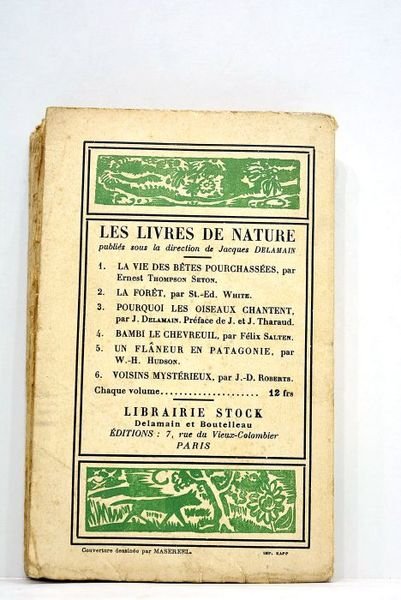 LES LIVRES DE NATURE
publiés sous la direction de Jacques DELAMAIN
1. LA VIE DES BÊTES POURCHASSÉES, par
Ernest THOMPSON SETON.
2. LA FORÊT, par St.-Ed. WHITE.
3. POURQUOI LES OISEAUX CHANTENT,
par J. DELAMAIN. Préface de J. et J. Tharaud.
4. BAMBI LE CHEVREUIL, par Félix SALTEN.
5. UN FLÂNEUR EN PATAGONIE, par
W.-H. HUDSON.
6. VOISINS MYSTÉRIEUX, par J.-D. ROBERTS.
Chaque volume.................... 12 frs
LIBRAIRIE STOCK
Delamain et Boutelleau
ÉDITIONS : 7, rue du Vieux-Colombier
PARIS
Couverture dessinée par MASEREEL. IMP. KAPP